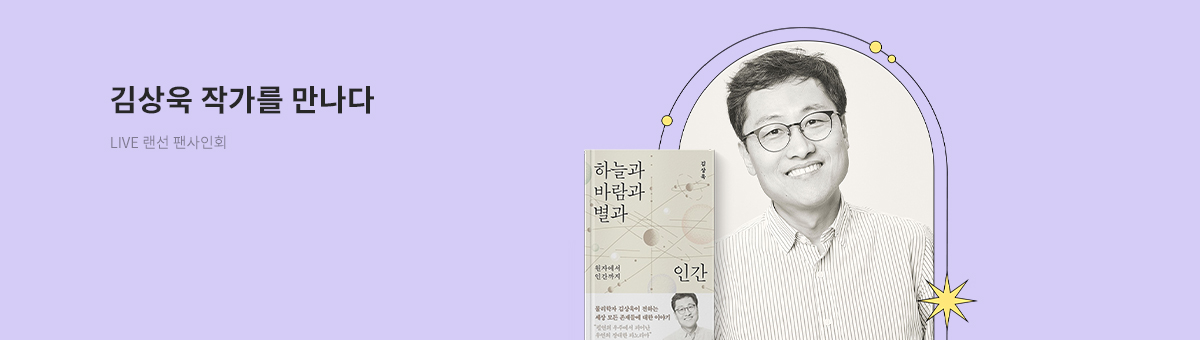 김상욱 작가를 만나다
LIVE 랜선 팬사인회
하늘과
바람과
별과
김상욱
원자에서
인간까지
인간
물리학자 김상욱이 전하는
세상 모든 존재들에 대한 이야기